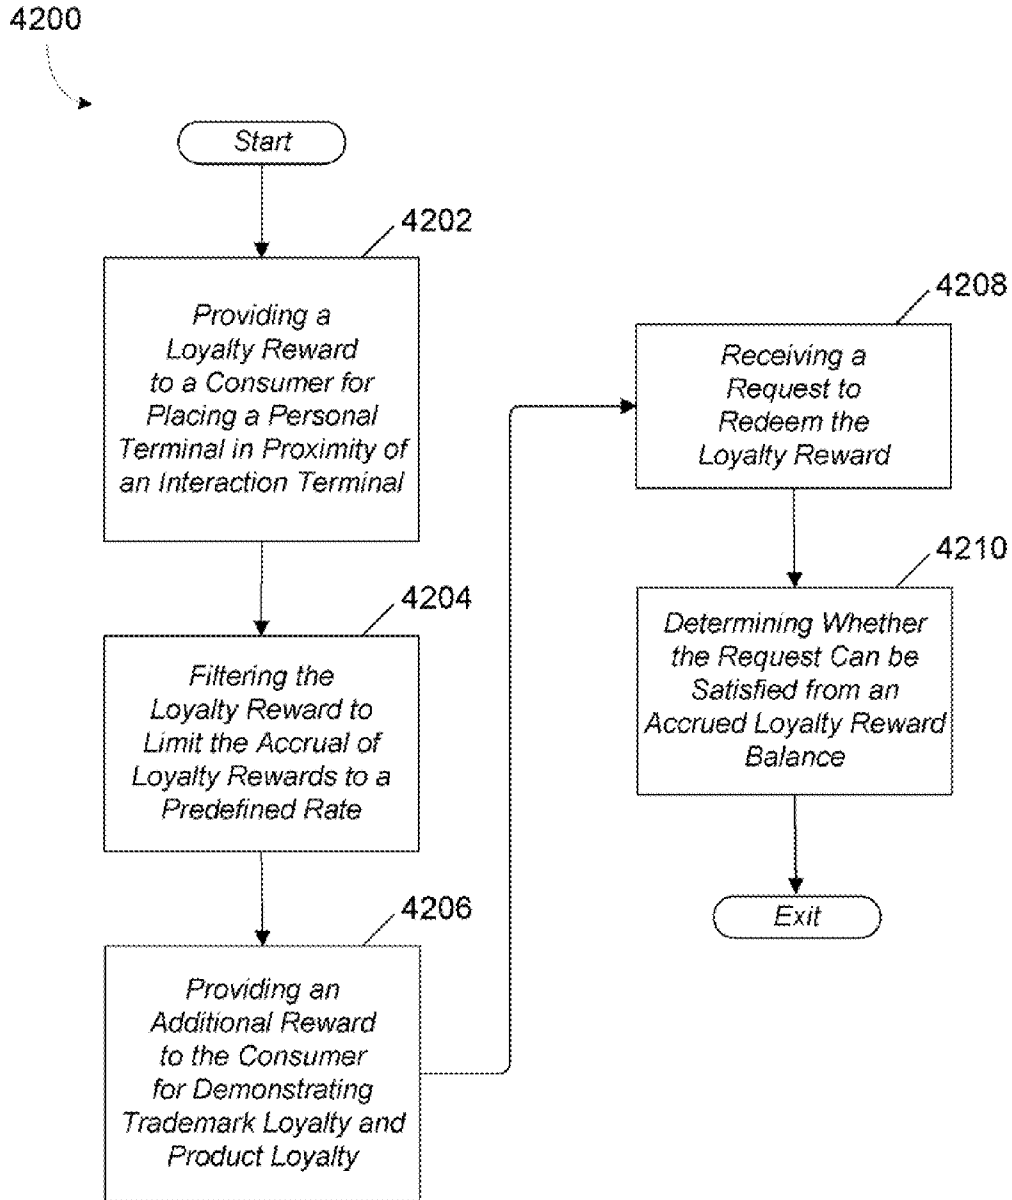 4200
Start
4202
Providing a
Loyalty Reward
to a Consumer for
Placing a Personal
Terminal in Proximity of
an Interaction Terminal
4204
Filtering the
Loyalty Reward to
Limit the Accrual of
Loyalty Rewards to a
Predefined Rate
4206
Providing an
Additional Reward
to the Consumer
for Demonstrating
Trademark Loyalty and
Product Loyalty
4208
Receiving a
Request to
Redeem the
Loyalty Reward
4210
Determining Whether
the Request Can be
Satisfied from an
Accrued Loyalty Reward
Balance
Exit